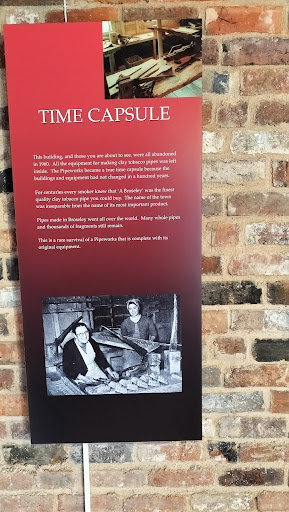 TIME CAPSULE
This building, and those you are about to see, were all abandoned
in 1960. All the equipment for making clay tobacco pipes was left
inside. The Pipeworks became a true time capsule because the
buildings and equipment had not changed in a hundred years.
For centuries every smoker knew that 'A Broseley' was the finest
quality clay tobacco pipe you could buy. The name of the town
was inseparable from the name of its most important product.
Pipes made in Broseley went all over the world. Many whole pipes
and thousands of fragments still remain.
This is a rare survival of a Pipeworks that is complete with its
original equipment.